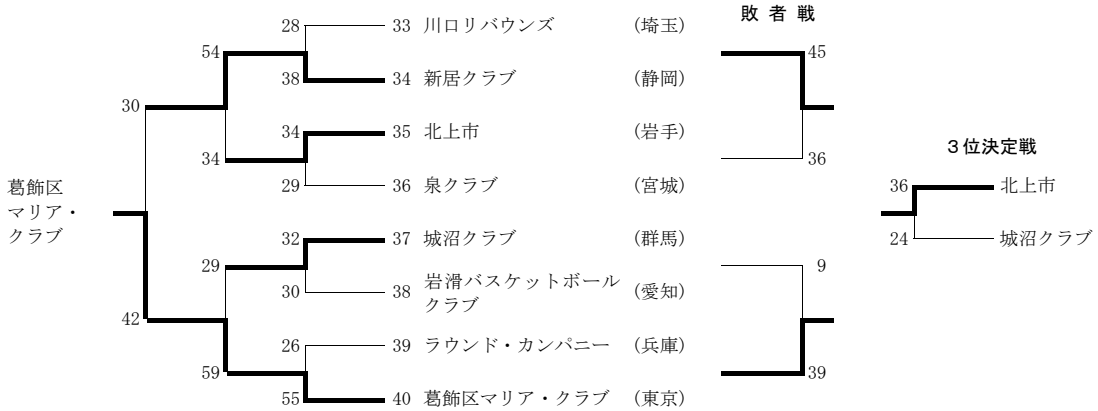 敗者戦
28 33 川口リバウンズ (埼玉)
54 45
38 34 新居クラブ (静岡)
30
34 35 北上市 (岩手)
34 36
3位決定戦
29 36 泉クラブ (宮城)
36 北上市
葛飾区
マリア・
クラブ
32 37 城沼クラブ (群馬)
24 城沼クラブ
29 9
30 38 岩滑バスケットボール
クラブ (愛知)
42
26 39 ラウンド・カンパニー (兵庫)
59 39
55 40 葛飾区マリア・クラブ (東京)